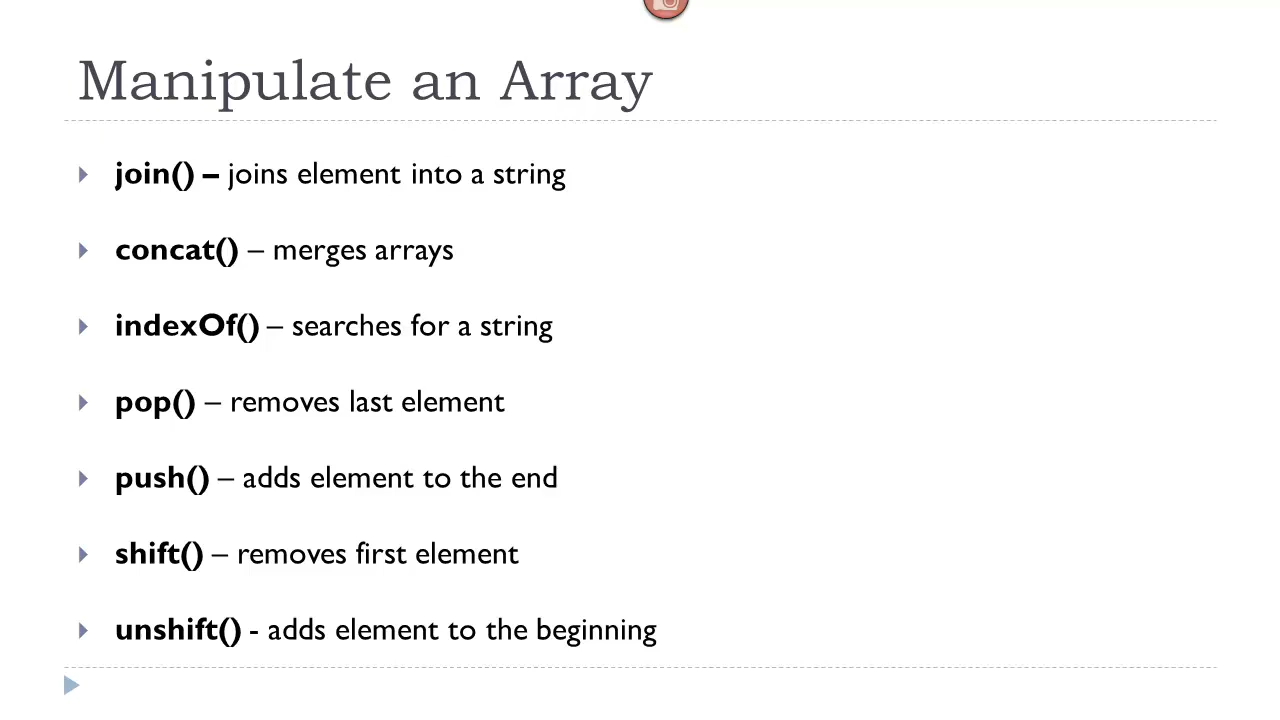 Manipulate an Array
join() – joins element into a string
concat() – merges arrays
indexOf() – searches for a string
pop() – removes last element
push() – adds element to the end
shift() – removes first element
unshift() - adds element to the beginning